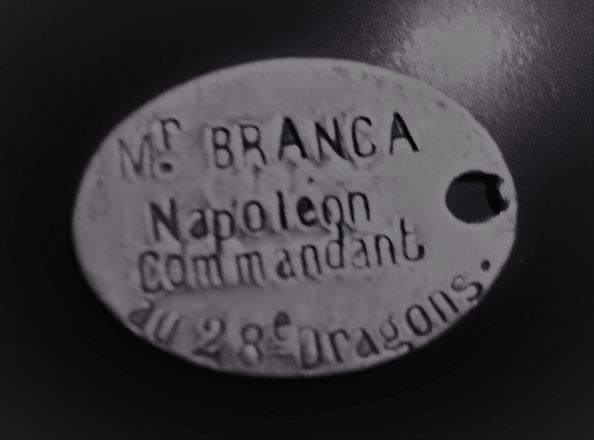 Mr. BRANCA
Napoleon
Commandant
au 28e Dragons.